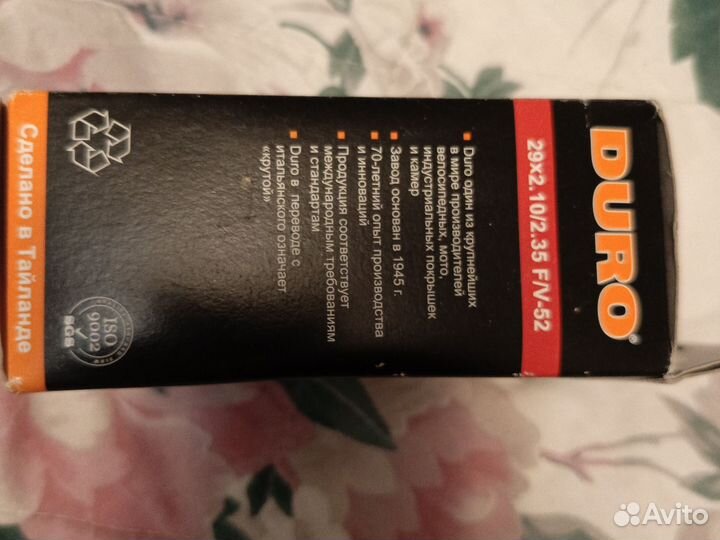 DURO®
29x2.10/2.35 F/V-52
Duro один из крупнейших
в мире производителей
велосипедных, мото,
индустриальных покрышек
и камер
Завод основан в 1945 г.
70-летний опыт производства
и инноваций
Продукция соответствует
международным требованиям
и стандартам
Duro в переводе с
итальянского означает
«крутой»
ISO
9002
SGS
Сделано в Тайланде
Avito